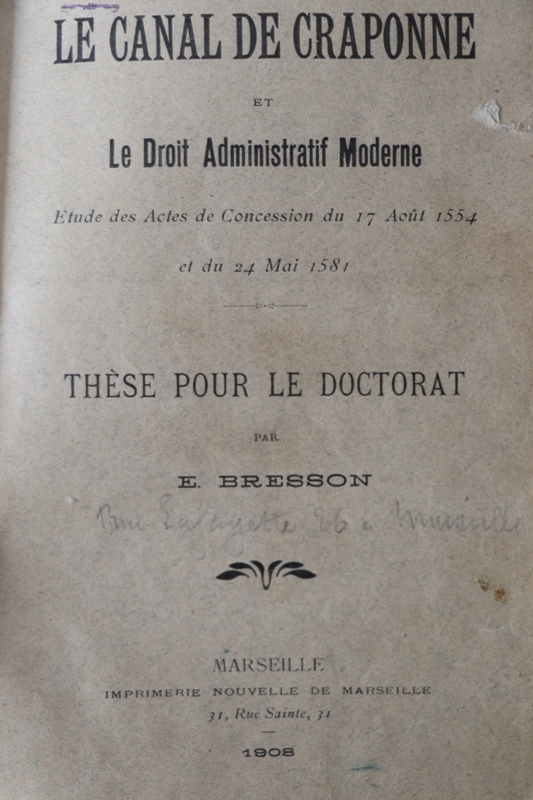 LE CANAL DE CRAPONNE
ET
Le Droit Administratif Moderne
Etude des Actes de Concession du 17 Août 1554
et du 24 Mai 1581
THÈSE POUR LE DOCTORAT
PAR
E. BRESSON
Rue Lafayette 26 a Marseille
MARSEILLE
IMPRIMERIE NOUVELLE DE MARSEILLE
31, Rue Sainte, 31
1908